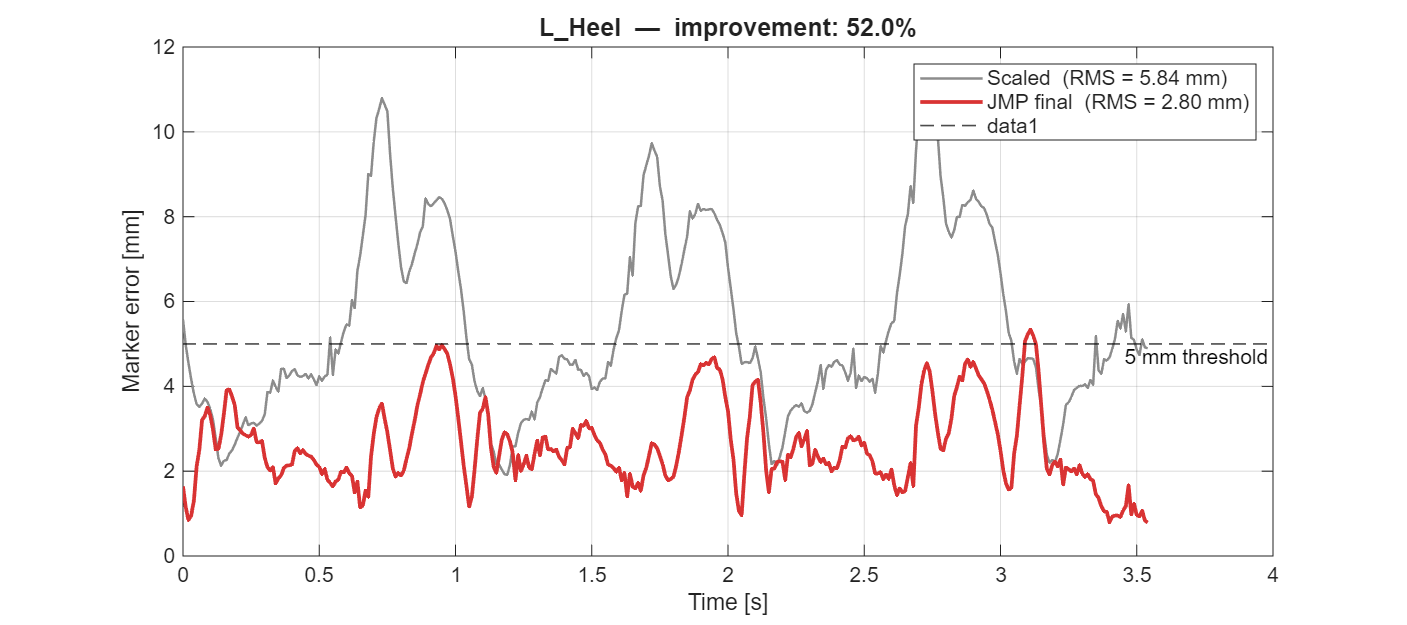 L_Heel — improvement: 52.0%
12
10
8
6
4
2
0
Marker error [mm]
Scaled (RMS = 5.84 mm)
JMP final (RMS = 2.80 mm)
data1
5 mm threshold
0 0.5 1 1.5 2 2.5 3 3.5 4
Time [s]